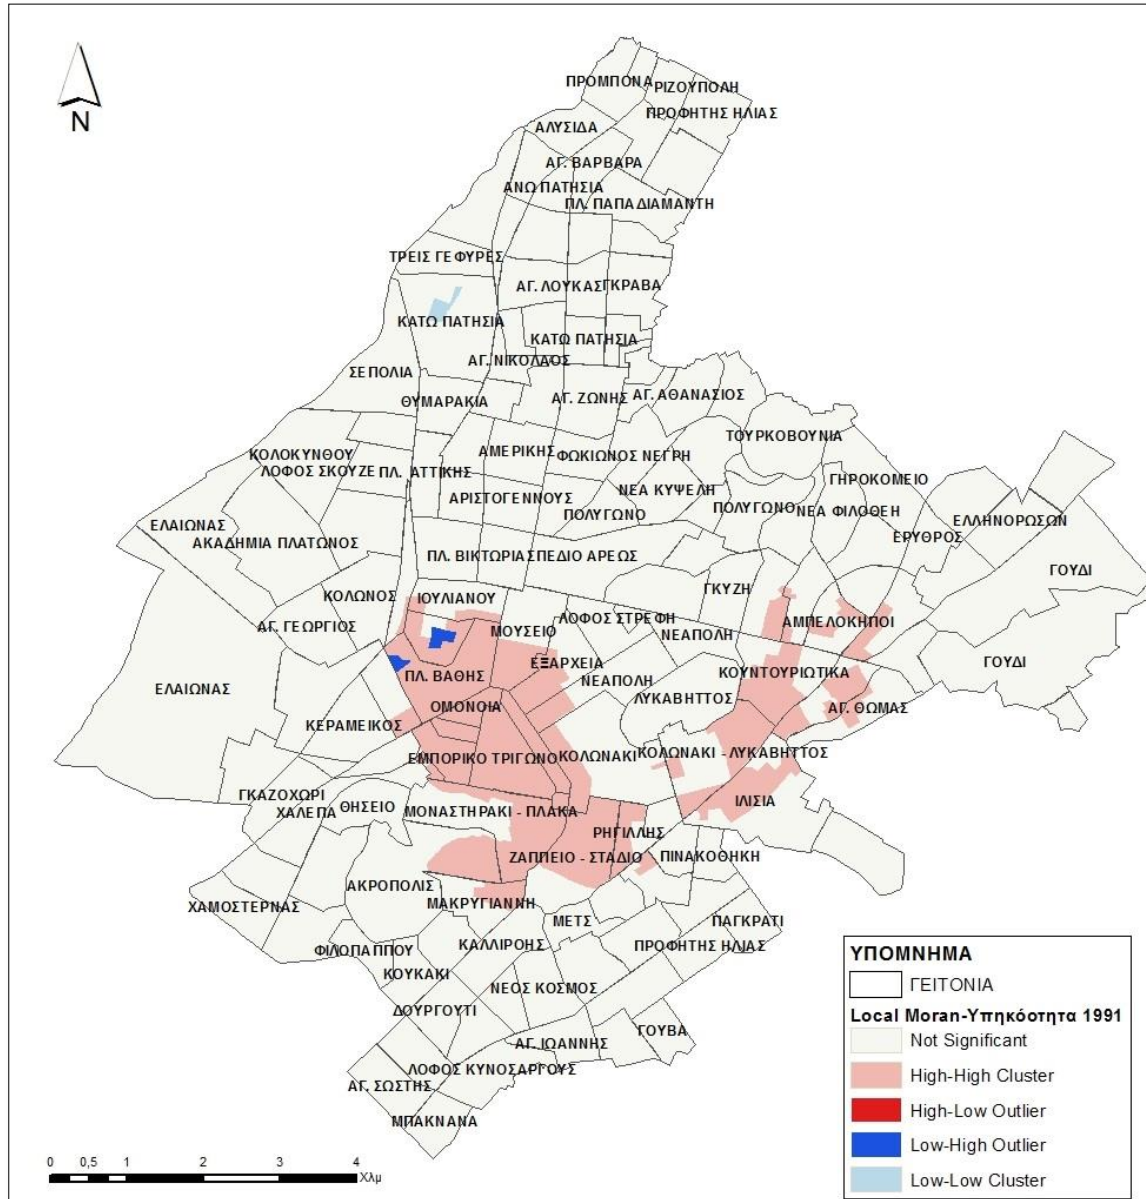 ΠΡΟΜΠΟΝΑ
ΡΙΖΟΥΠΟΛΗ
ΠΡΟΦΗΤΗΣ ΗΛΙΑΣ
N
ΑΛΥΣΙΔΑ
ΑΓ. ΒΑΡΒΑΡΑ
ΑΝΩ ΠΑΤΗΣΙΑ
ΠΛ. ΠΑΠΑΔΙΑΜΑΝΤΗ
ΤΡΕΙΣ ΓΕΦΥΡΕΣ
ΑΓ. ΛΟΥΚΑΣ
ΓΚΡΑΒΑ
ΚΑΤΩ ΠΑΤΗΣΙΑ
ΚΑΤΩ ΠΑΤΗΣΙΑ
ΑΓ. ΝΙΚΟΛΑΟΣ
ΣΕΠΟΛΙΑ
ΘΥΜΑΡΑΚΙΑ
ΑΓ. ΖΩΝΗΣ
ΑΓ. ΑΘΑΝΑΣΙΟΣ
ΤΟΥΡΚΟΒΟΥΝΙΑ
ΚΟΛΟΚΥΝΘΟΥ
ΑΜΕΡΙΚΗΣ
ΦΩΚΙΩΝΟΣ ΝΕΓΡΗ
ΛΟΦΟΣ ΣΚΟΥΖΕ
ΠΛ. ΑΤΤΙΚΗΣ
ΓΗΡΟΚΟΜΕΙΟ
ΑΡΙΣΤΟΓΕΝΝΟΥΣ
ΝΕΑ ΚΥΨΕΛΗ
ΠΟΛΥΓΩΝΟ
ΠΟΛΥΓΩΝΟ
ΝΕΑ ΦΙΛΟΘΕΗ
ΕΛΛΗΝΟΡΩΣΩΝ
ΕΛΑΙΩΝΑΣ
ΑΚΑΔΗΜΙΑ ΠΛΑΤΩΝΟΣ
ΕΡΥΘΡΟΣ
ΠΛ. ΒΙΚΤΩΡΙΑΣ
ΠΕΔΙΟ ΑΡΕΩΣ
ΓΟΥΔΙ
ΓΚΥΖΗ
ΚΟΛΩΝΟΣ
ΙΟΥΛΙΑΝΟΥ
ΛΟΦΟΣ ΣΤΡΕΦΗ
ΑΜΠΕΛΟΚΗΠΟΙ
ΑΓ. ΓΕΩΡΓΙΟΣ
ΜΟΥΣΕΙΟ
ΝΕΑΠΟΛΗ
ΕΞΑΡΧΕΙΑ
ΓΟΥΔΙ
ΕΛΑΙΩΝΑΣ
ΠΛ. ΒΑΘΗΣ
ΝΕΑΠΟΛΗ
ΚΟΥΝΤΟΥΡΙΩΤΙΚΑ
ΛΥΚΑΒΗΤΤΟΣ
ΟΜΟΝΟΙΑ
ΑΓ. ΘΩΜΑΣ
ΚΕΡΑΜΕΙΚΟΣ
ΕΜΠΟΡΙΚΟ ΤΡΙΓΩΝΟ
ΚΟΛΩΝΑΚΙ
ΚΟΛΩΝΑΚΙ - ΛΥΚΑΒΗΤΤΟΣ
ΓΚΑΖΟΧΩΡΙ
ΘΗΣΕΙΟ
ΧΑΛΕΠΑ
ΜΟΝΑΣΤΗΡΑΚΙ - ΠΛΑΚΑ
ΙΛΙΣΙΑ
ΡΗΓΙΛΛΗΣ
ΖΑΠΠΕΙΟ - ΣΤΑΔΙΟ
ΠΙΝΑΚΟΘΗΚΗ
ΑΚΡΟΠΟΛΙΣ
ΜΑΚΡΥΓΙΑΝΝΗ
ΧΑΜΟΣΤΕΡΝΑΣ
ΜΕΤΣ
ΠΑΓΚΡΑΤΙ
ΦΙΛΟΠΑΠΠΟΥ
ΚΑΛΛΙΡΟΗΣ
ΠΡΟΦΗΤΗΣ ΗΛΙΑΣ
ΚΟΥΚΑΚΙ
ΝΕΟΣ ΚΟΣΜΟΣ
ΔΟΥΡΓΟΥΤΙ
ΓΟΥΒΑ
ΑΓ. ΙΩΑΝΝΗΣ
ΛΟΦΟΣ ΚΥΝΟΣΑΡΓΟΥΣ
ΑΓ. ΣΩΣΤΗΣ
ΜΠΑΚΝΑΝΑ
ΥΠΟΜΝΗΜΑ
ΓΕΙΤΟΝΙΑ
Local Moran-Υπηκόοτητα 1991
Not Significant
High-High Cluster
High-Low Outlier
Low-High Outlier
Low-Low Cluster
0 0,5 1 2 3 4
Χλμ